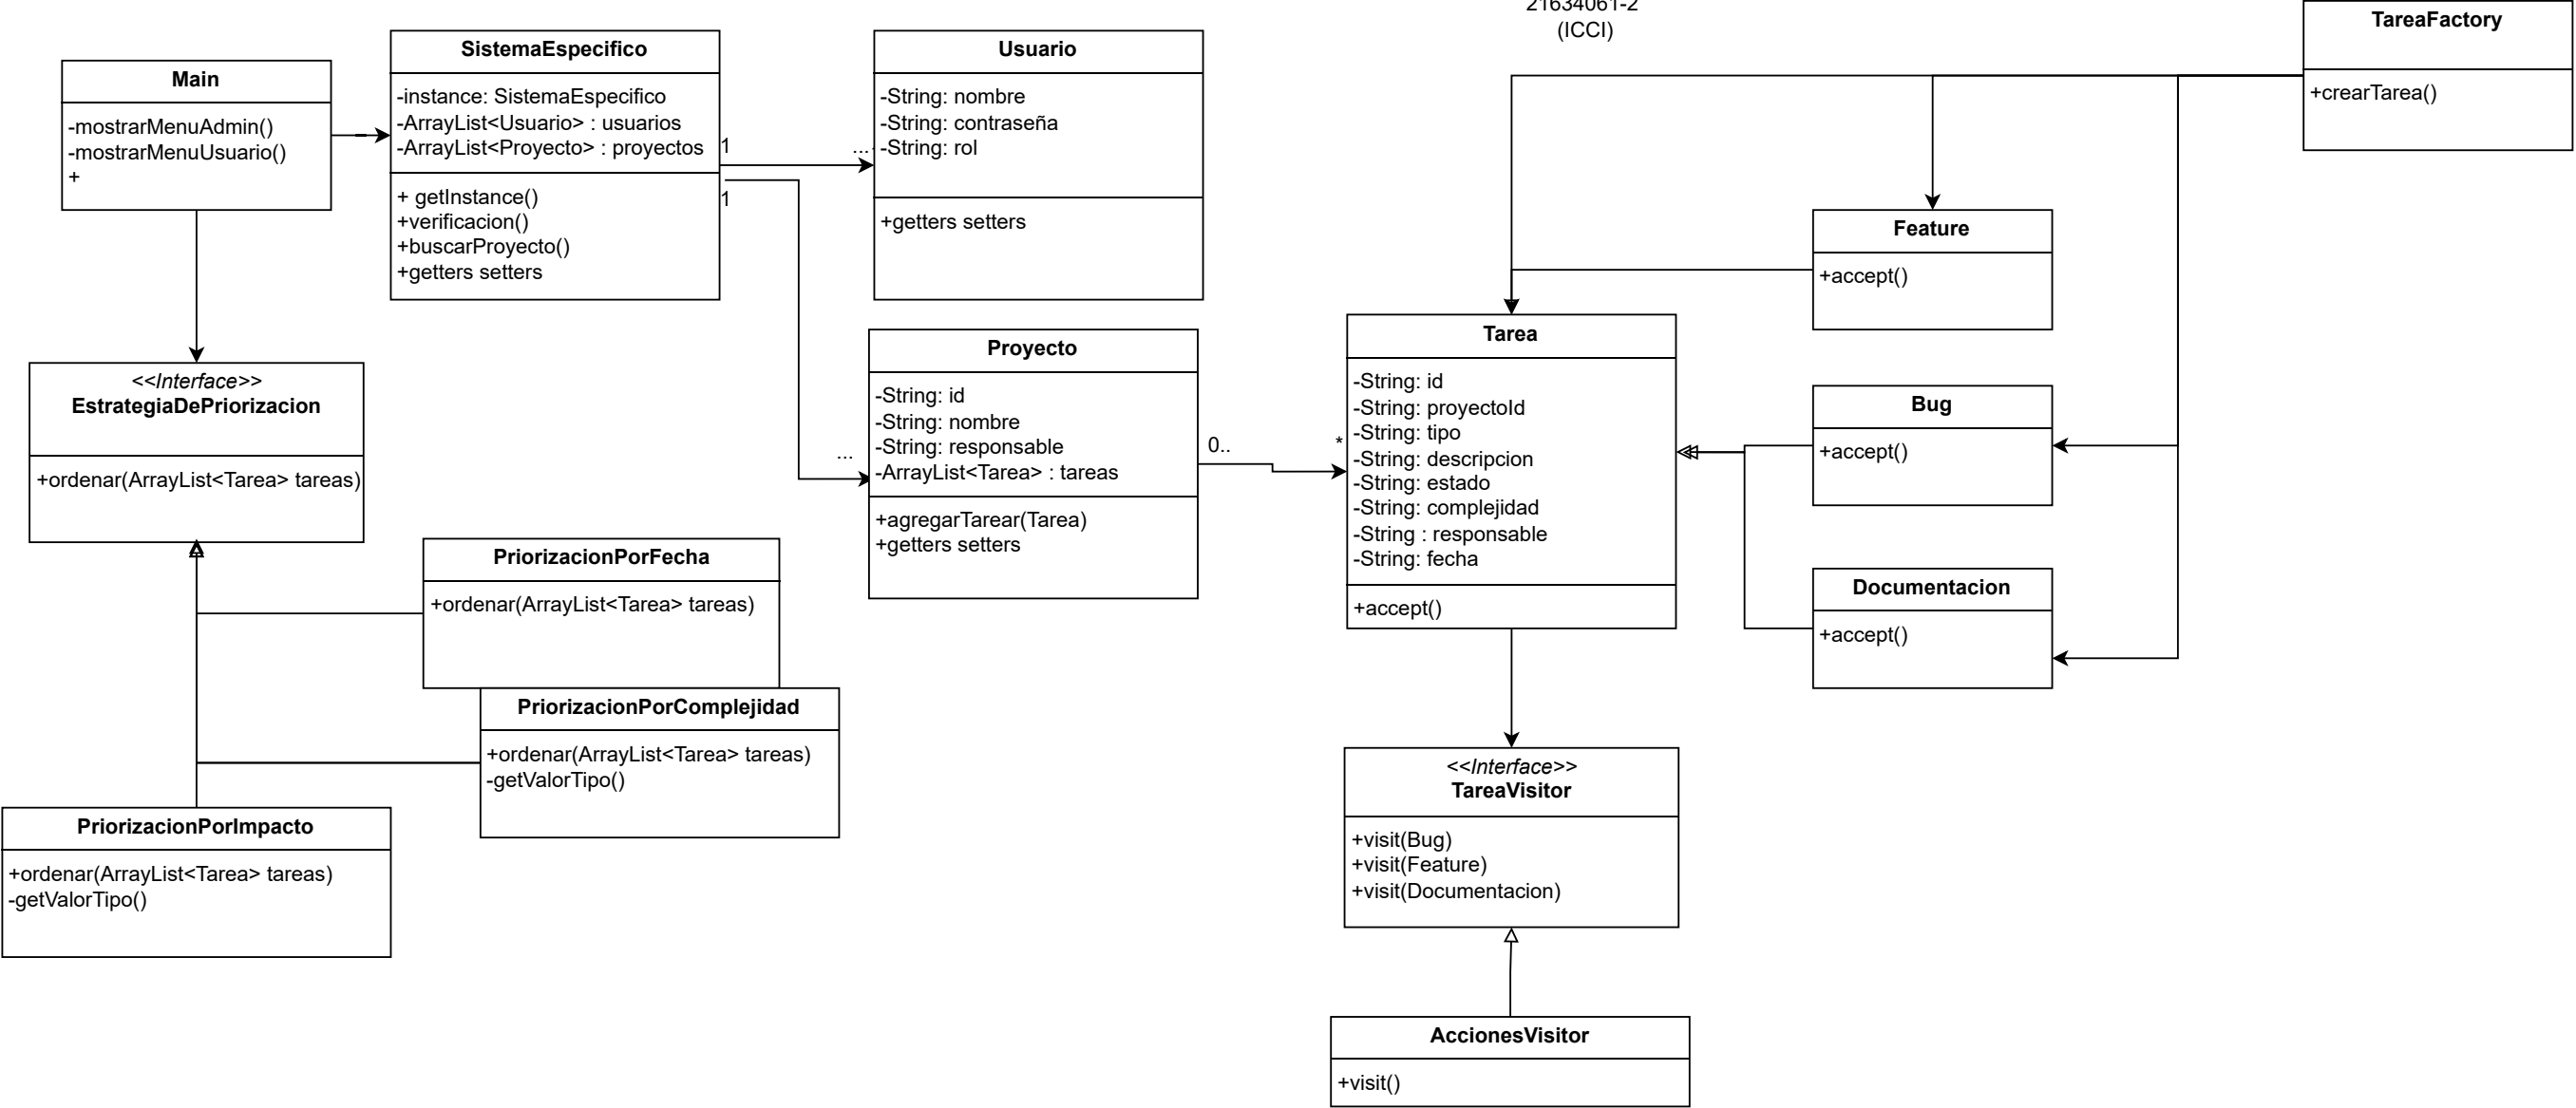 21634061-2
(ICCI)
TareaFactory
+crearTarea()
Main
-mostrarMenuAdmin()
-mostrarMenuUsuario()
+
SistemaEspecifico
-instance: SistemaEspecifico
-ArrayList<Usuario> : usuarios
-ArrayList<Proyecto> : proyectos
+ getInstance()
+verificacion()
+buscarProyecto()
+getters setters
1
...
1
...
Usuario
-String: nombre
-String: contraseña
-String: rol
+getters setters
Feature
+accept()
<<Interface>>
EstrategiaDePriorizacion
+ordenar(ArrayList<Tarea> tareas)
Proyecto
-String: id
-String: nombre
-String: responsable
-ArrayList<Tarea> : tareas
+agregarTarear(Tarea)
+getters setters
0..
*
Tarea
-String: id
-String: proyectoId
-String: tipo
-String: descripcion
-String: estado
-String: complejidad
-String : responsable
-String: fecha
+accept()
Bug
+accept()
Documentacion
+accept()
PriorizacionPorFecha
+ordenar(ArrayList<Tarea> tareas)
PriorizacionPorComplejidad
+ordenar(ArrayList<Tarea> tareas)
-getValorTipo()
PriorizacionPorImpacto
+ordenar(ArrayList<Tarea> tareas)
-getValorTipo()
<<Interface>>
TareaVisitor
+visit(Bug)
+visit(Feature)
+visit(Documentacion)
AccionesVisitor
+visit()